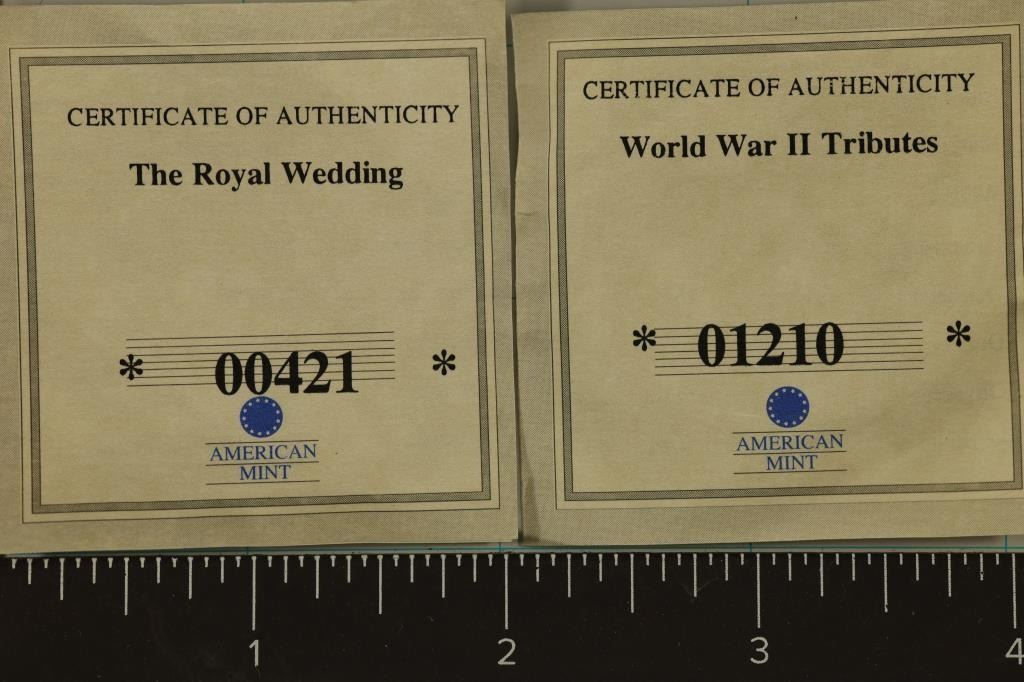 CERTIFICATE OF AUTHENTICITY
The Royal Wedding
* 00421 *
AMERICAN
MINT
CERTIFICATE OF AUTHENTICITY
World War II Tributes
* 01210 *
AMERICAN
MINT
1 2 3 4